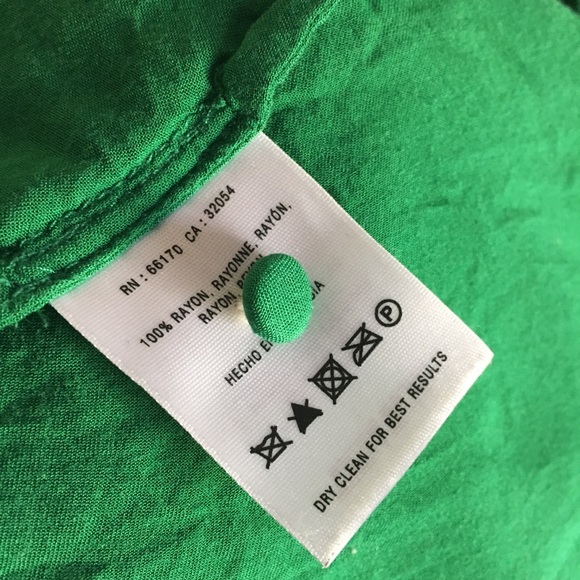 RN : 66170 CA : 32054
100% RAYON, RAYONNE, RAYÓN,
RAYON,
HECHO
P
DRY CLEAN FOR BEST RESULTS